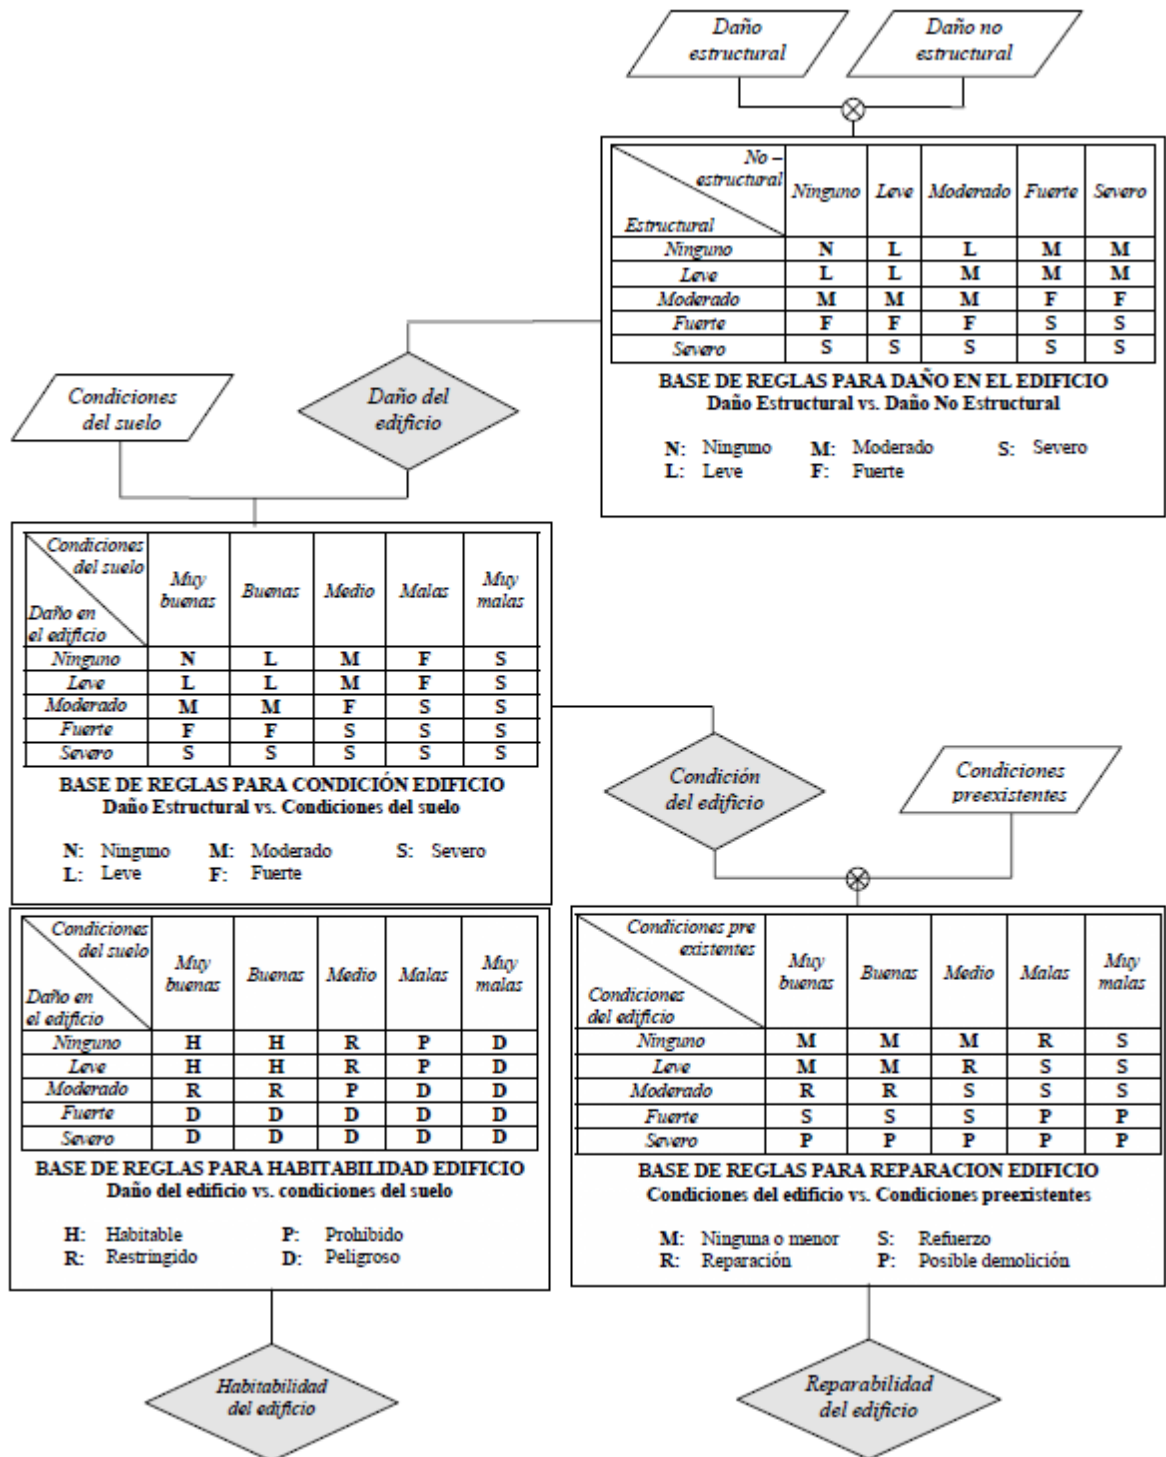 Daño
estructural
Daño no
estructural
No –
estructural
Estructural
Ninguno Leve Moderado Fuerte Severo
Ninguno N L L M M
Leve L L M M M
Moderado M M M F F
Fuerte F F F S S
Severo S S S S S
BASE DE REGLAS PARA DAÑO EN EL EDIFICIO
Daño Estructural vs. Daño No Estructural
N: Ninguno M: Moderado S: Severo
L: Leve F: Fuerte
Condiciones
del suelo
Daño del
edificio
Condiciones
del suelo
Daño en
el edificio
Muy
buenas
Buenas
Medio
Malas
Muy
malas
Ninguno N L M F S
Leve L L M F S
Moderado M M F S S
Fuerte F F S S S
Severo S S S S S
BASE DE REGLAS PARA CONDICIÓN EDIFICIO
Daño Estructural vs. Condiciones del suelo
N: Ninguno M: Moderado S: Severo
L: Leve F: Fuerte
Condición
del edificio
Condiciones
preexistentes
Condiciones
del suelo
Daño en
el edificio
Muy
buenas
Buenas
Medio
Malas
Muy
malas
Ninguno H H R P D
Leve H H R P D
Moderado R R P D D
Fuerte D D D D D
Severo D D D D D
BASE DE REGLAS PARA HABITABILIDAD EDIFICIO
Daño del edificio vs. condiciones del suelo
H: Habitable P: Prohibido
R: Restringido D: Peligroso
Condiciones pre
existentes
Condiciones
del edificio
Muy
buenas
Buenas
Medio
Malas
Muy
malas
Ninguno M M M R S
Leve M M R S S
Moderado R R S S S
Fuerte S S S P P
Severo P P P P P
BASE DE REGLAS PARA REPARACION EDIFICIO
Condiciones del edificio vs. Condiciones preexistentes
M: Ninguna o menor S: Refuerzo
R: Reparación P: Posible demolición
Habitabilidad
del edificio
Reparabilidad
del edificio